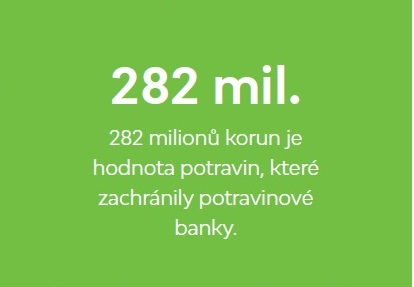 282 mil.
282 milionů korun je
hodnota potravin, které
zachránily potravinové
banky.